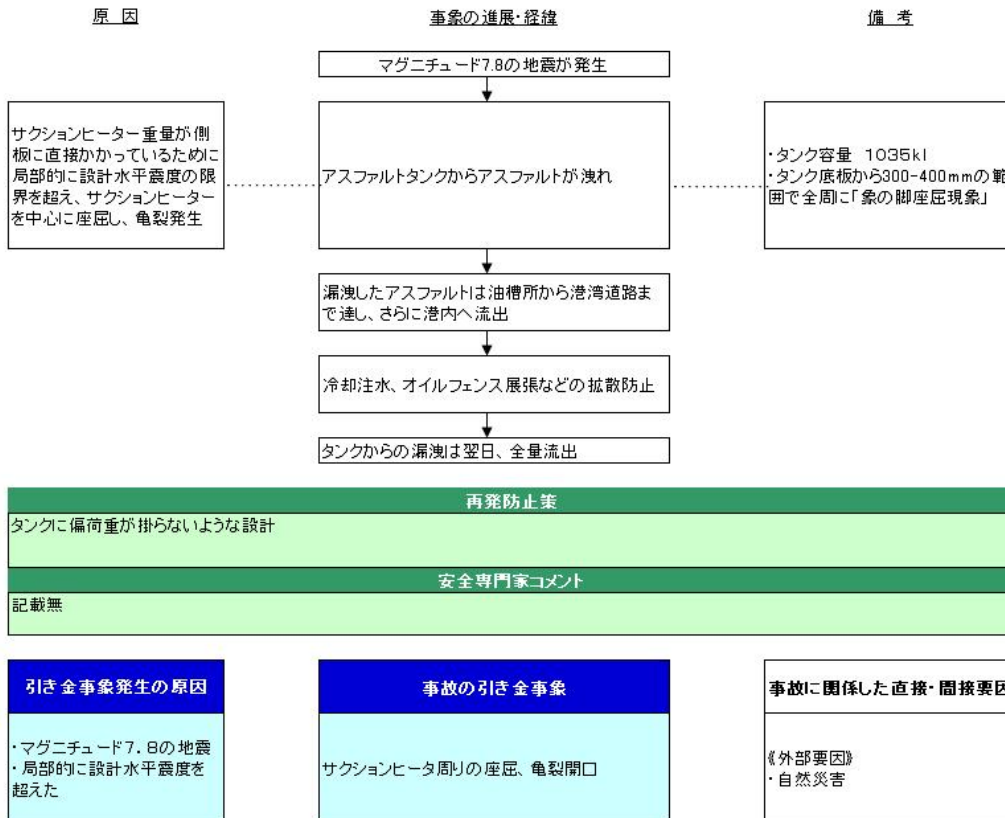 原 因
事象の進展・経緯
備 考
マグニチュード7.8の地震が発生
サクションヒーター重量が側
板に直接かかっているために
局部的に設計水平震度の限
界を超え、サクションヒーター
を中心に座屈し、亀裂発生
アスファルトタンクからアスファルトが洩れ
・タンク容量 1035kl
・タンク底板から300-400mmの範
囲で全周に「象の脚座屈現象」
漏洩したアスファルトは油槽所から港湾道路ま
で達し、さらに港内へ流出
冷却注水、オイルフェンス展張などの拡散防止
タンクからの漏洩は翌日、全量流出
再発防止策
タンクに偏荷重が掛らないような設計
安全専門家コメント
記載無
引き金事象発生の原因
事故の引き金事象
事故に関係した直接・間接要因
・マグニチュード7.8の地震
・局部的に設計水平震度を
超えた
サクションヒータ周りの座屈、亀裂開口
《外部要因》
・自然災害